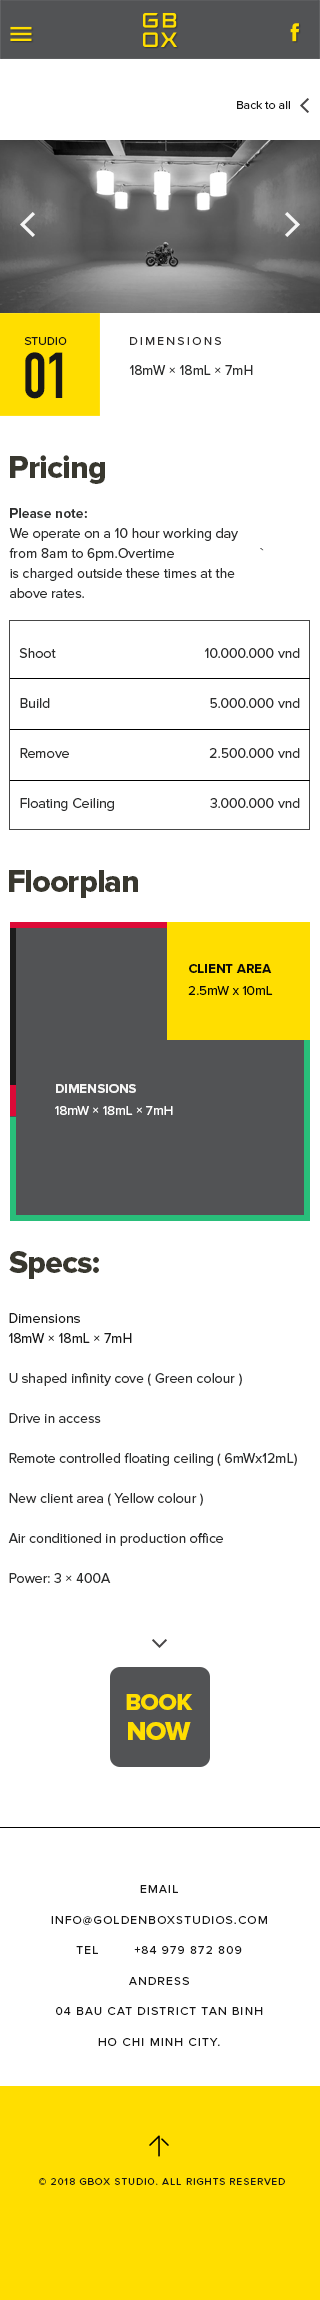 GB
OX
f
Back to all
STUDIO
01
DIMENSIONS
18mW × 18mL × 7mH
Pricing
Please note:
We operate on a 10 hour working day
from 8am to 6pm.Overtime `
is charged outside these times at the
above rates.
Shoot 10.000.000 vnd
Build 5.000.000 vnd
Remove 2.500.000 vnd
Floating Ceiling 3.000.000 vnd
Floorplan
CLIENT AREA
2.5mW x 10mL
DIMENSIONS
18mW × 18mL × 7mH
Specs:
Dimensions
18mW × 18mL × 7mH
U shaped infinity cove ( Green colour )
Drive in access
Remote controlled floating ceiling ( 6mWx12mL)
New client area ( Yellow colour )
Air conditioned in production office
Power: 3 × 400A
BOOK
NOW
EMAIL
INFO@GOLDENBOXSTUDIOS.COM
TEL +84 979 872 809
ANDRESS
04 BAU CAT DISTRICT TAN BINH
HO CHI MINH CITY.
© 2018 GBOX STUDIO. ALL RIGHTS RESERVED